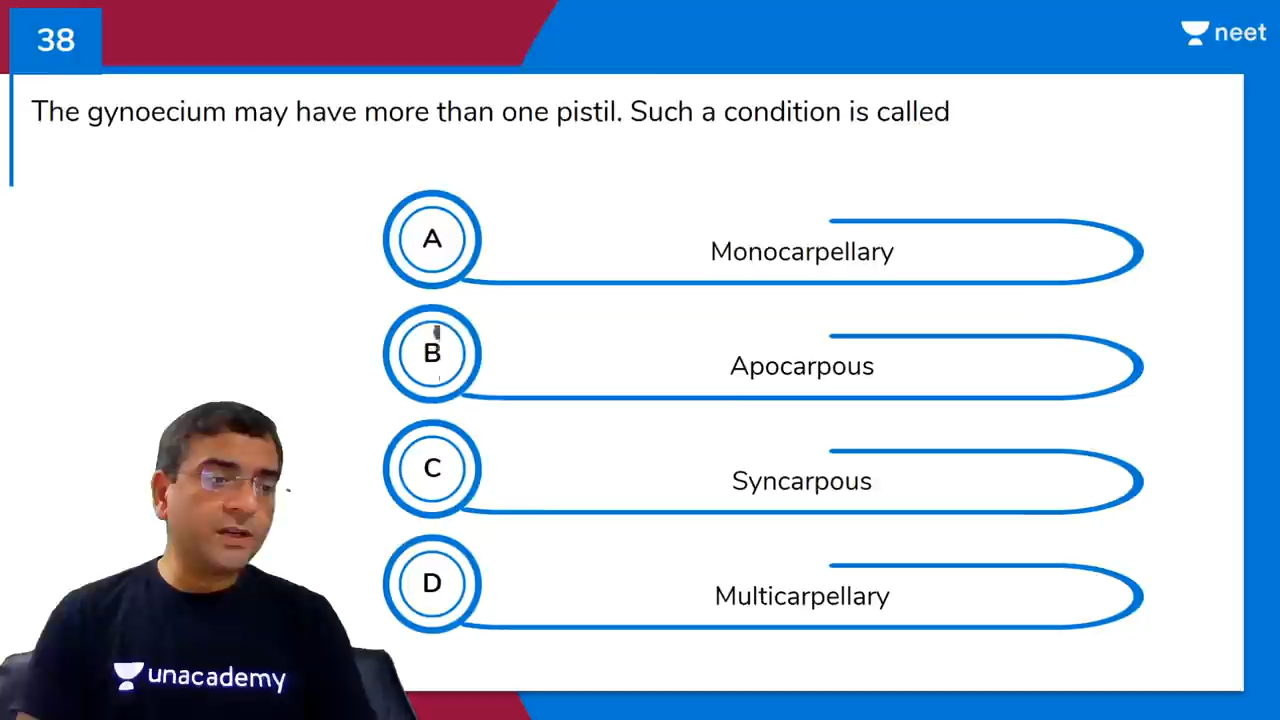 38
neet
The gynoecium may have more than one pistil. Such a condition is called
A
Monocarpellary
B
Apocarpous
C
Syncarpous
D
Multicarpellary
unacademy